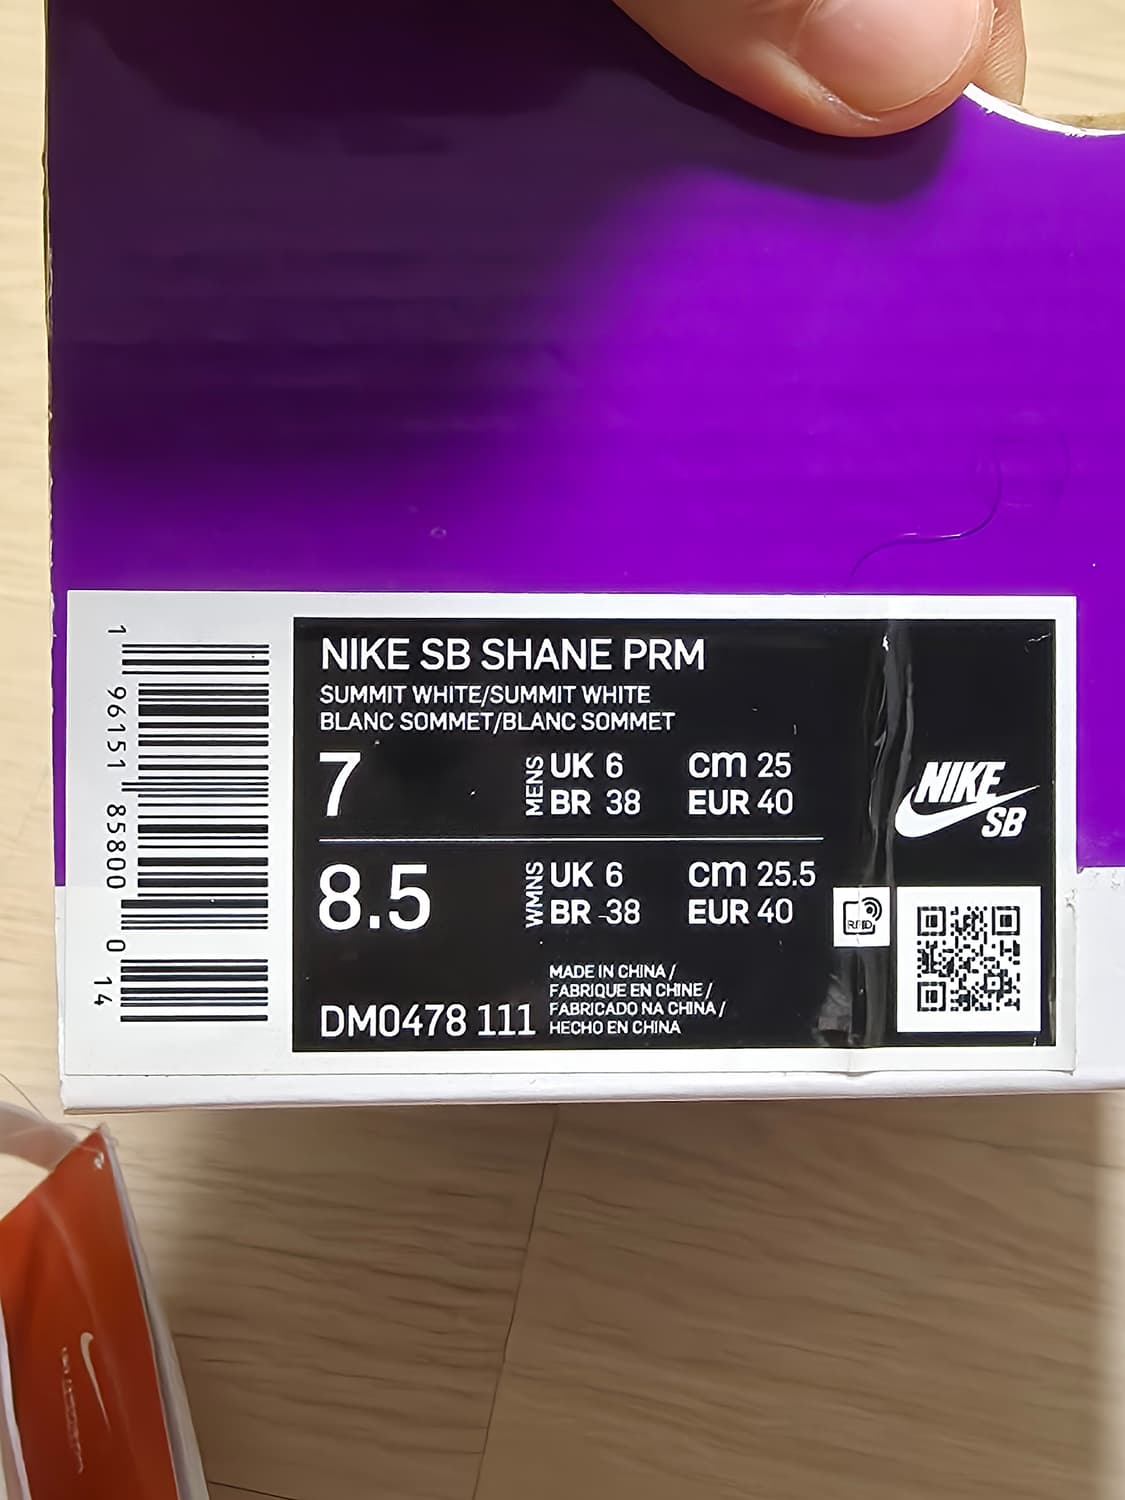 NIKE SB SHANE PRM
SUMMIT WHITE/SUMMIT WHITE
BLANC SOMMET/BLANC SOMMET
7 MENS UK 6 cm 25
BR 38 EUR 40
8.5 WMNS UK 6 cm 25.5
BR 38 EUR 40
DM0478 111
MADE IN CHINA /
FABRIQUE EN CHINE /
FABRICADO NA CHINA /
HECHO EN CHINA
NIKE
SB
RFID
1 96151 85800 0 14